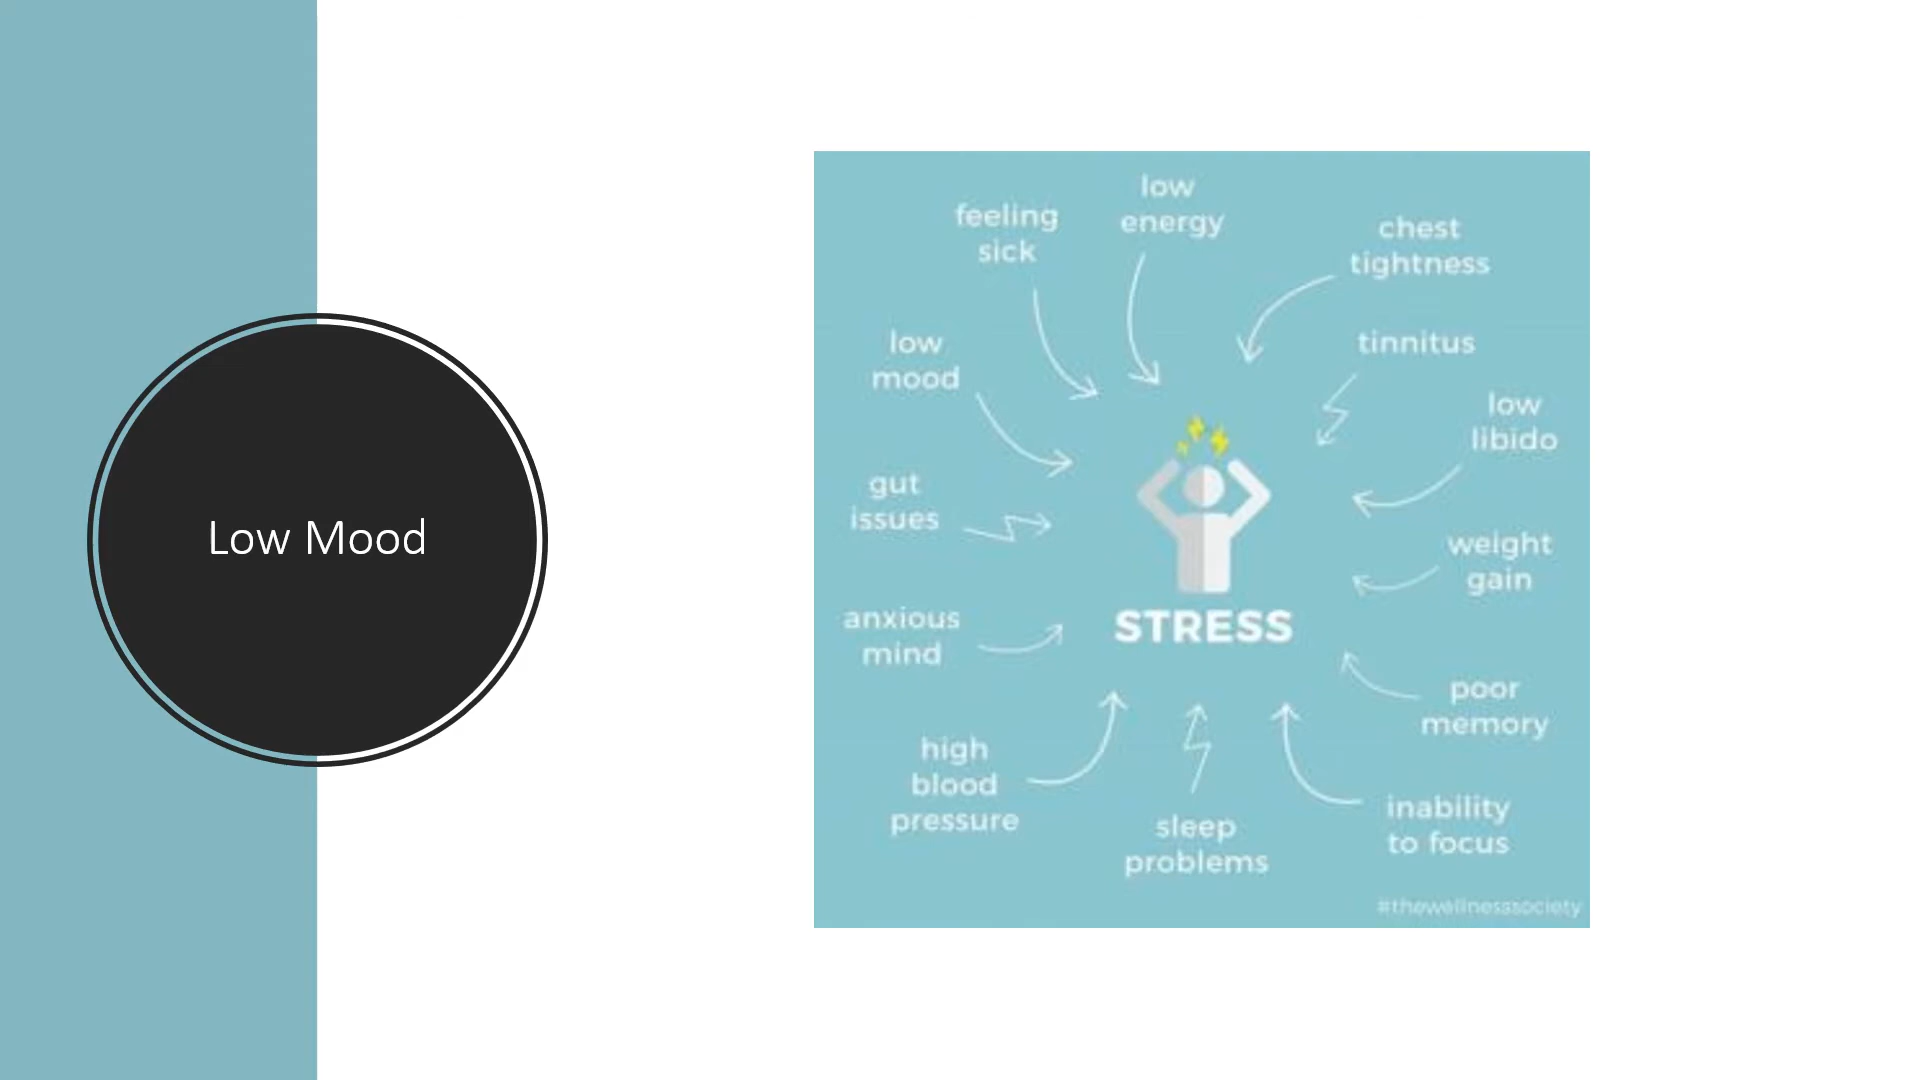 Low Mood
low
energy
feeling
sick
chest
tightness
low
mood
tinnitus
low
libido
gut
issues
weight
gain
STRESS
anxious
mind
poor
memory
high
blood
pressure
sleep
problems
inability
to focus
#thewellnesssociety